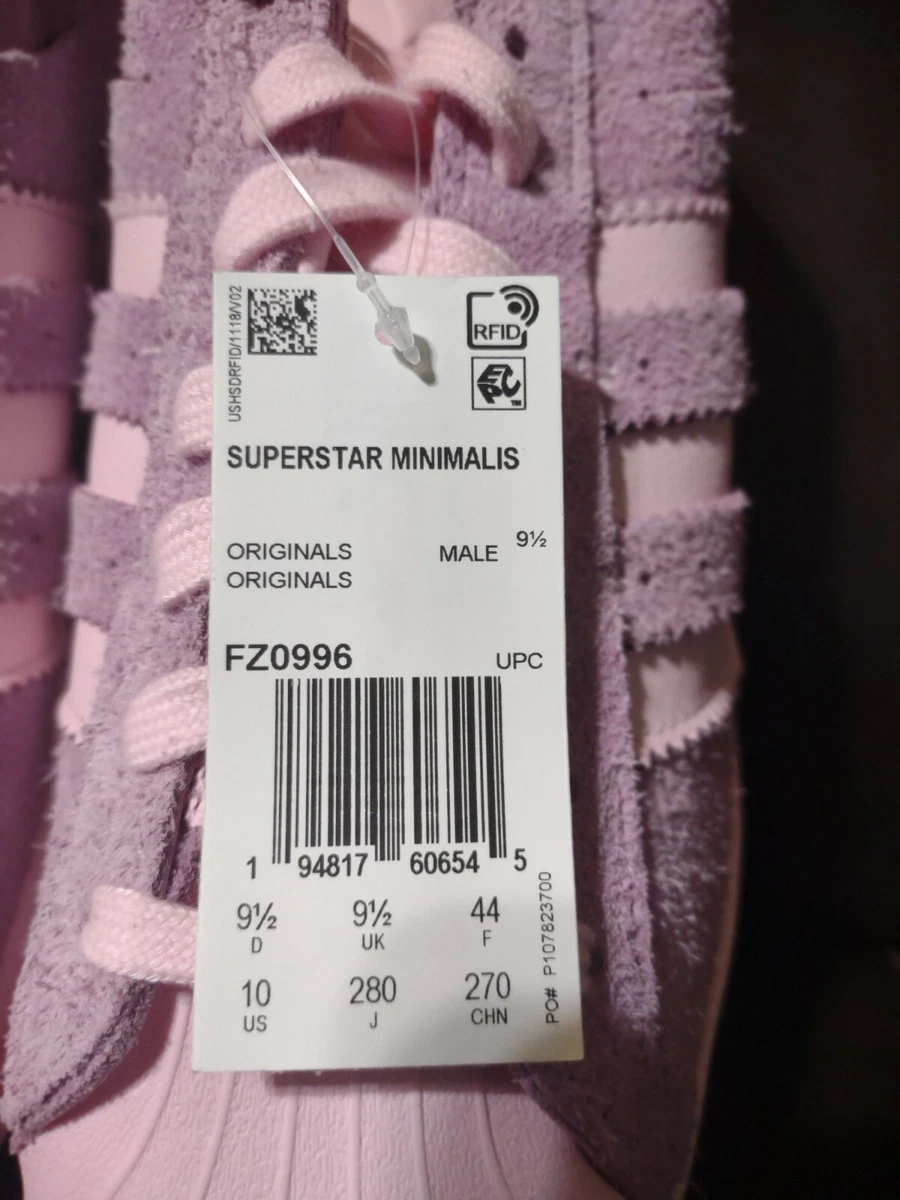 USHSDRFID/1118/V02
RFID
EPC™
SUPERSTAR MINIMALIS
ORIGINALS MALE 9½
ORIGINALS
FZ0996 UPC
1 94817 60654 5
9½ 9½ 44
D UK F
10 280 270
US J CHN
PO# P107823700